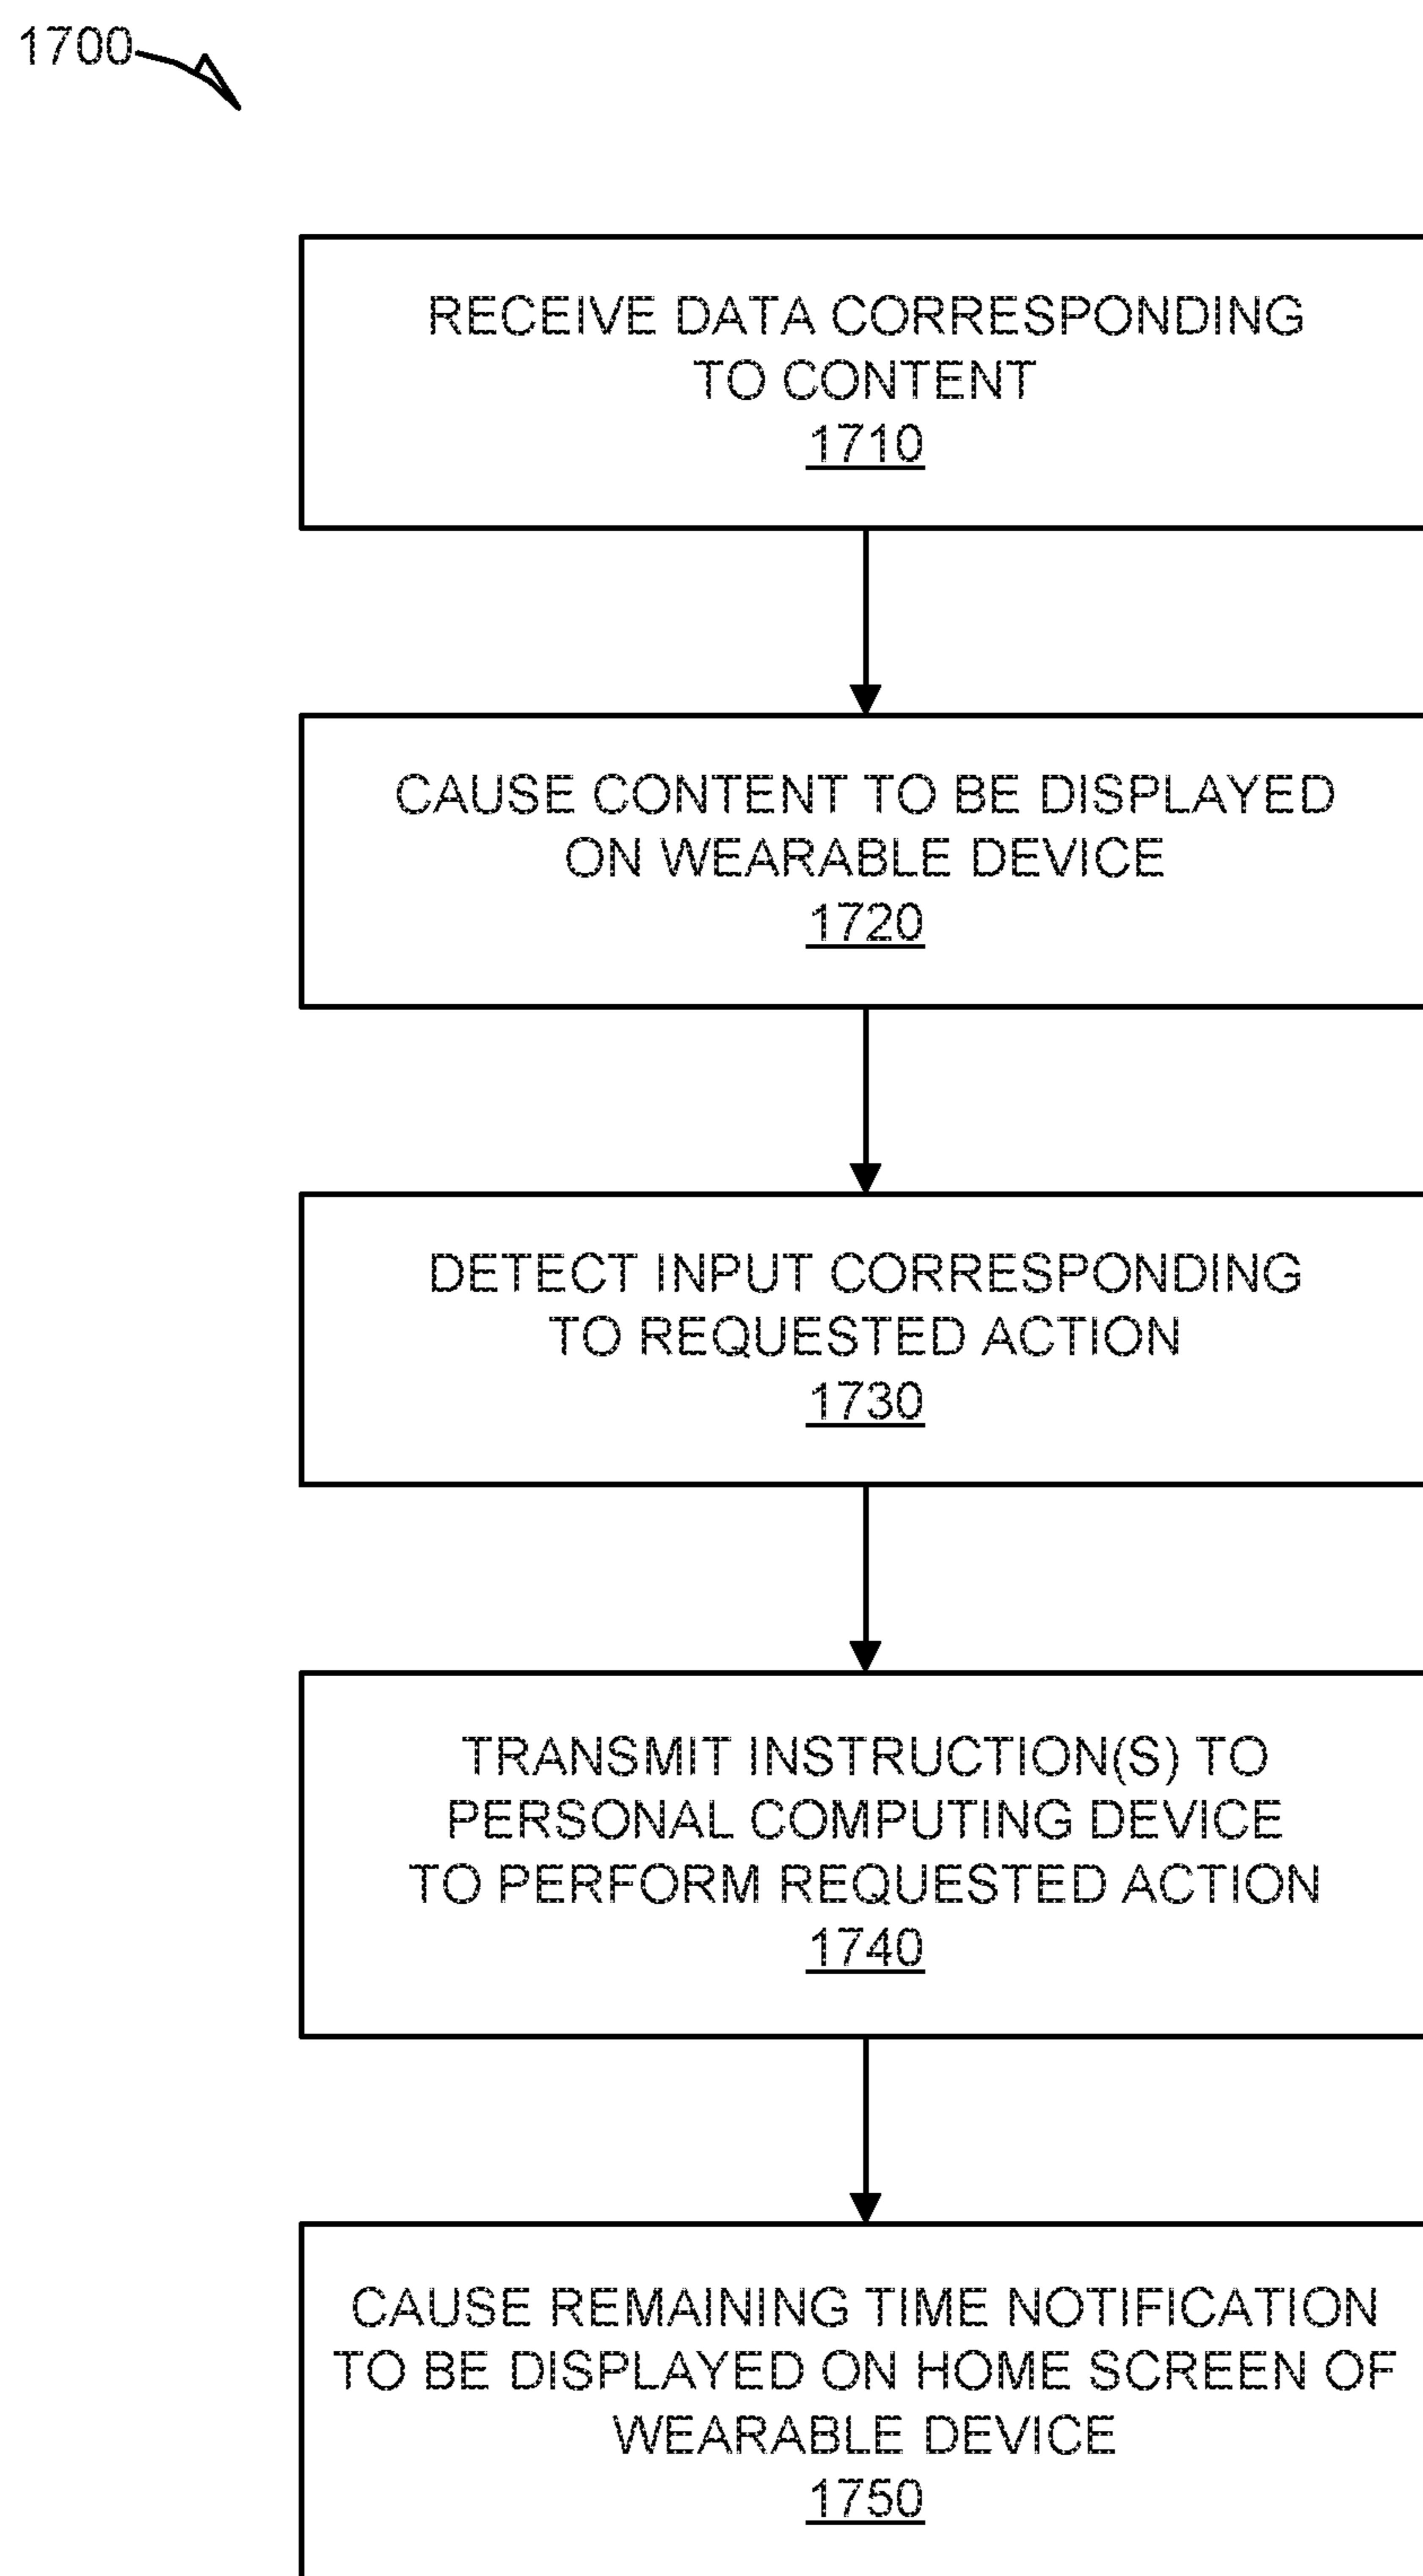 1700
RECEIVE DATA CORRESPONDING
TO CONTENT
1710
CAUSE CONTENT TO BE DISPLAYED
ON WEARABLE DEVICE
1720
DETECT INPUT CORRESPONDING
TO REQUESTED ACTION
1730
TRANSMIT INSTRUCTION(S) TO
PERSONAL COMPUTING DEVICE
TO PERFORM REQUESTED ACTION
1740
CAUSE REMAINING TIME NOTIFICATION
TO BE DISPLAYED ON HOME SCREEN OF
WEARABLE DEVICE
1750